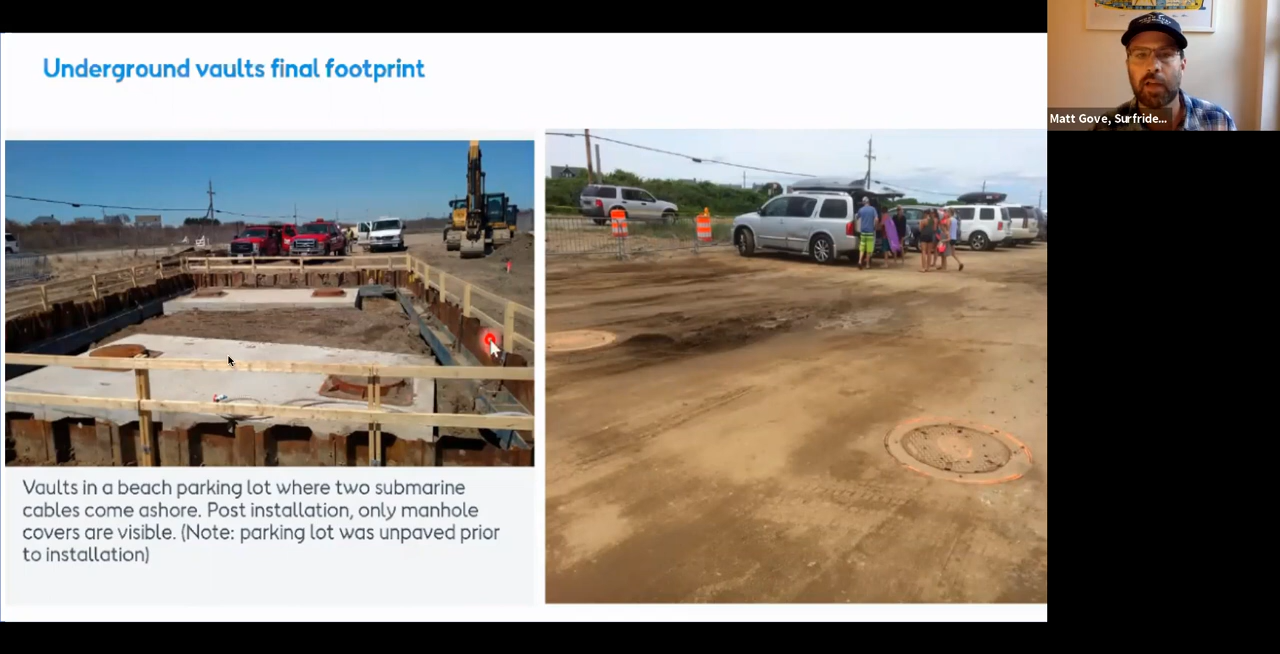 Underground vaults final footprint
Matt Gove, Surfride...
Vaults in a beach parking lot where two submarine
cables come ashore. Post installation, only manhole
covers are visible. (Note: parking lot was unpaved prior
to installation)